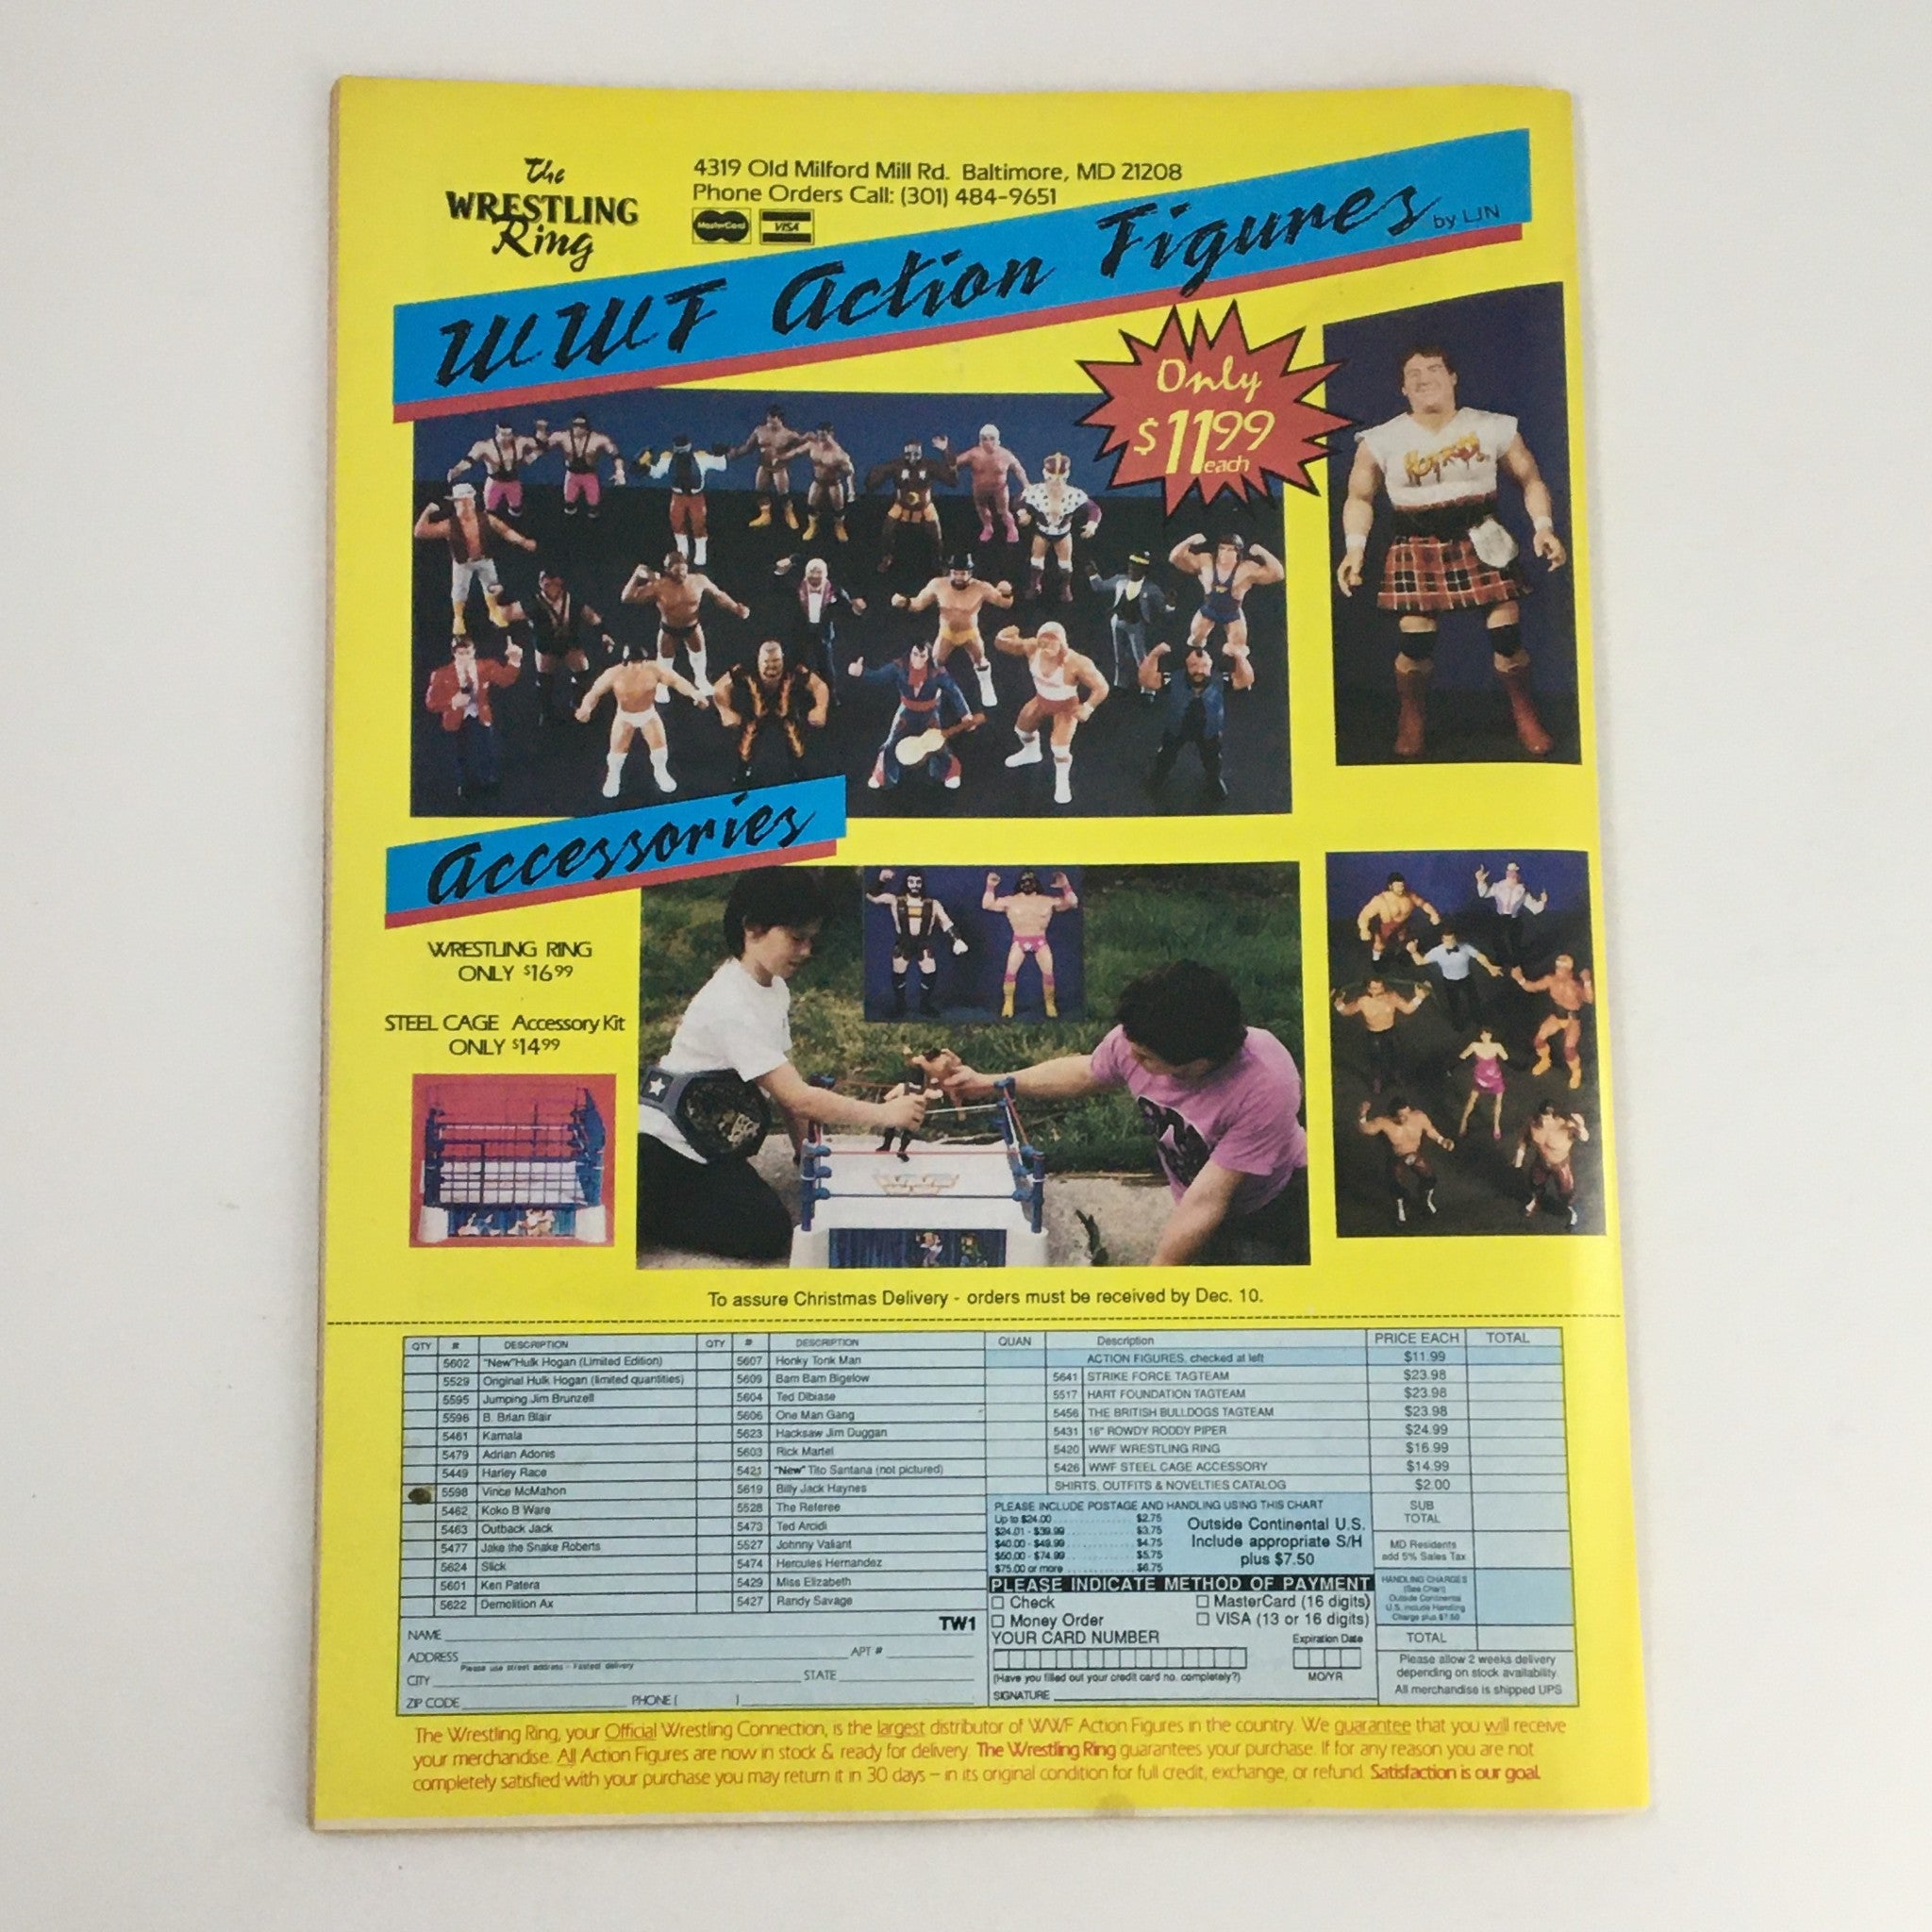 The
WRESTLING
Ring
4319 Old Milford Mill Rd. Baltimore, MD 21208
Phone Orders Call: (301) 484-9651
MasterCard VISA
WWF Action Figures by LJN
Only
$11.99
each
HOT ROD
Accessories
WRESTLING RING
ONLY $16.99
STEEL CAGE Accessory Kit
ONLY $14.99
To assure Christmas Delivery - orders must be received by Dec. 10.
QTY # DESCRIPTION QTY # DESCRIPTION
5602 "New" Hulk Hogan (Limited Edition) 5607 Honky Tonk Man
5529 Original Hulk Hogan (limited quantities) 5609 Bam Bam Bigelow
5595 Jumping Jim Brunzell 5604 Ted Dibiase
5596 B. Brian Blair 5606 One Man Gang
5461 Kamala 5623 Hacksaw Jim Duggan
5479 Adrian Adonis 5603 Rick Martel
5449 Harley Race 5421 "New" Tito Santana (not pictured)
5598 Vince McMahon 5619 Billy Jack Haynes
5462 Koko B Ware 5528 The Referee
5463 Outback Jack 5473 Ted Arcidi
5477 Jake the Snake Roberts 5527 Johnny Valiant
5624 Slick 5474 Hercules Hernandez
5601 Ken Patera 5429 Miss Elizabeth
5622 Demolition Ax 5427 Randy Savage
TW1
NAME
ADDRESS APT #
Please use street address - Fastest delivery
CITY STATE
ZIP CODE PHONE ( )
QUAN Description PRICE EACH TOTAL
ACTION FIGURES, checked at left $11.99
5641 STRIKE FORCE TAGTEAM $23.98
5517 HART FOUNDATION TAGTEAM $23.98
5456 THE BRITISH BULLDOGS TAGTEAM $23.98
5431 16" ROWDY RODDY PIPER $24.99
5420 WWF WRESTLING RING $16.99
5426 WWF STEEL CAGE ACCESSORY $14.99
SHIRTS, OUTFITS & NOVELTIES CATALOG $2.00
PLEASE INCLUDE POSTAGE AND HANDLING USING THIS CHART
Up to $24.00 $2.75
$24.01 - $39.99 $3.75
$40.00 - $49.99 $4.75
$50.00 - $74.99 $5.75
$75.00 or more $6.75
Outside Continental U.S.
Include appropriate S/H
plus $7.50
SUB
TOTAL
MD Residents
add 5% Sales Tax
HANDLING CHARGES
(See Chart)
Outside Continental
U.S. include Handling
Charge plus $7.50
TOTAL
PLEASE INDICATE METHOD OF PAYMENT
☐ Check ☐ MasterCard (16 digits)
☐ Money Order ☐ VISA (13 or 16 digits)
YOUR CARD NUMBER Expiration Date
(Have you filled out your credit card no. completely?) MO/YR
SIGNATURE
Please allow 2 weeks delivery
depending on stock availability
All merchandise is shipped UPS
The Wrestling Ring, your Official Wrestling Connection, is the largest distributor of WWF Action Figures in the country. We guarantee that you will receive
your merchandise. All Action Figures are now in stock & ready for delivery. The Wrestling Ring guarantees your purchase. If for any reason you are not
completely satisfied with your purchase you may return it in 30 days – in its original condition for full credit, exchange, or refund. Satisfaction is our goal.